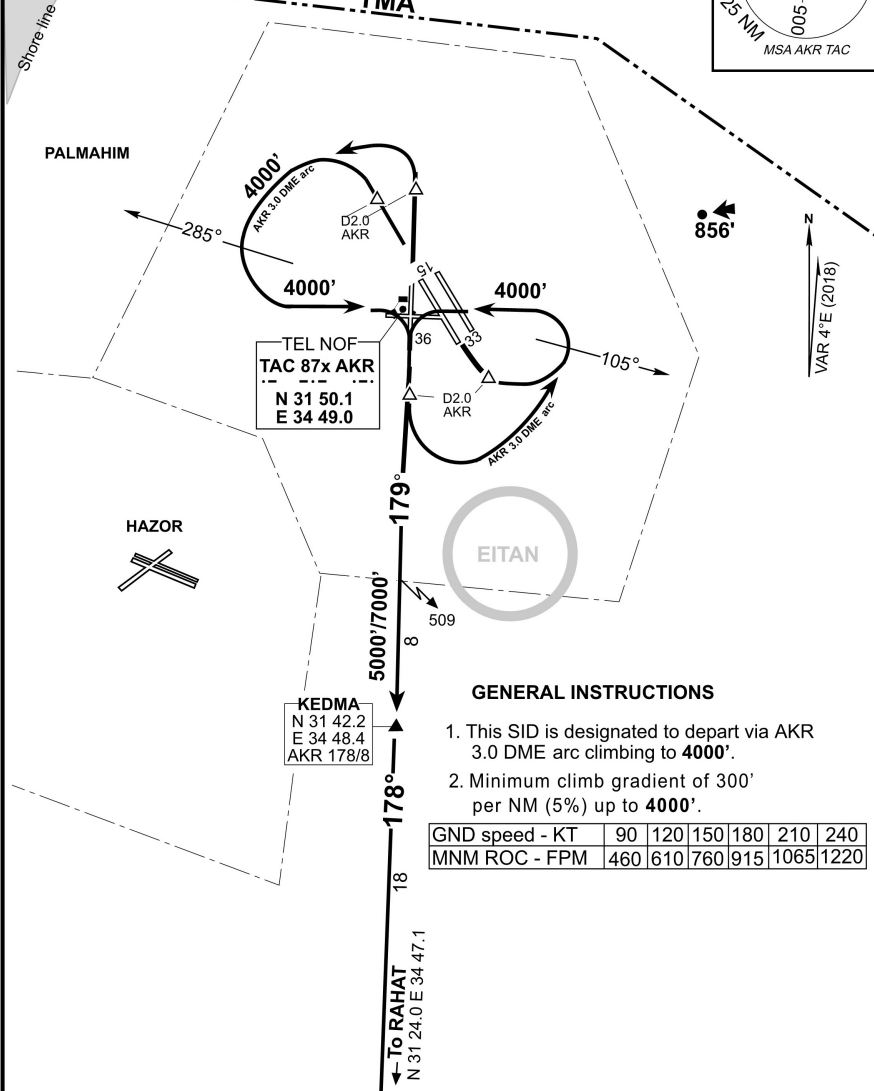 TMA
Shore line
25 NM
005
MSA AKR TAC
PALMAHIM
4000'
AKR 3.0 DME arc
D2.0
AKR
285°
856'
N
VAR 4°E (2018)
4000'
4000'
15
33
36
TEL NOF
TAC 87x AKR
N 31 50.1
E 34 49.0
105°
D2.0
AKR
AKR 3.0 DME arc
179°
HAZOR
EITAN
5000'/7000'
8
509
KEDMA
N 31 42.2
E 34 48.4
AKR 178/8
GENERAL INSTRUCTIONS
1. This SID is designated to depart via AKR
3.0 DME arc climbing to 4000’.
2. Minimum climb gradient of 300’
per NM (5%) up to 4000’.
GND speed - KT 90 120 150 180 210 240
MNM ROC - FPM 460 610 760 915 1065 1220
178°
18
To RAHAT
N 31 24.0 E 34 47.1